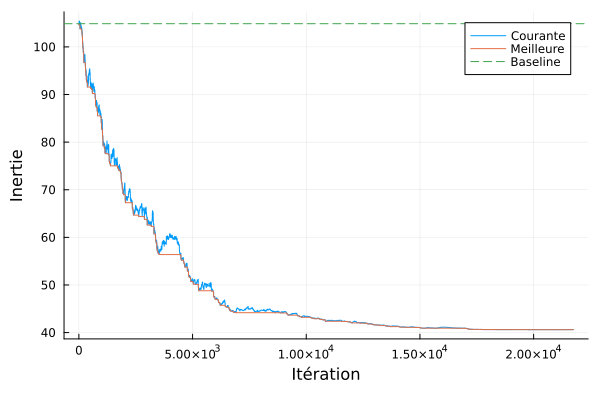 Courante
Meilleure
Baseline
100
90
80
70
60
50
40
Inertie
0
5.00×10³
1.00×10⁴
1.50×10⁴
2.00×10⁴
Itération